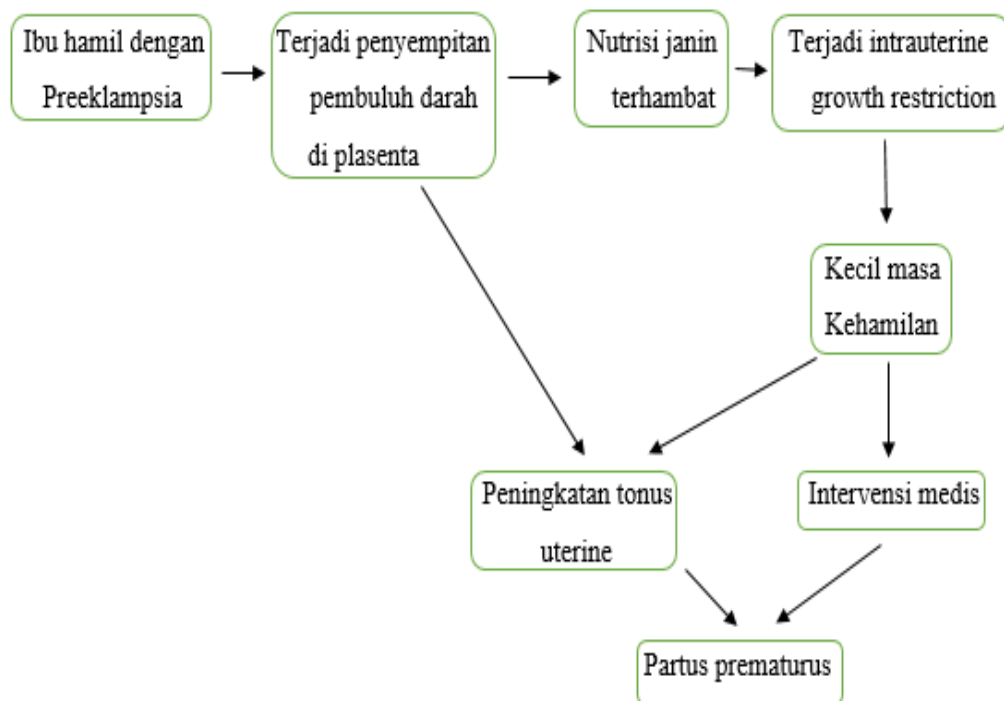 Ibu hamil dengan
Preeklampsia
Terjadi penyempitan
pembuluh darah
di plasenta
Nutrisi janin
terhambat
Terjadi intrauterine
growth restriction
Kecil masa
Kehamilan
Peningkatan tonus
uterine
Intervensi medis
Partus prematurus